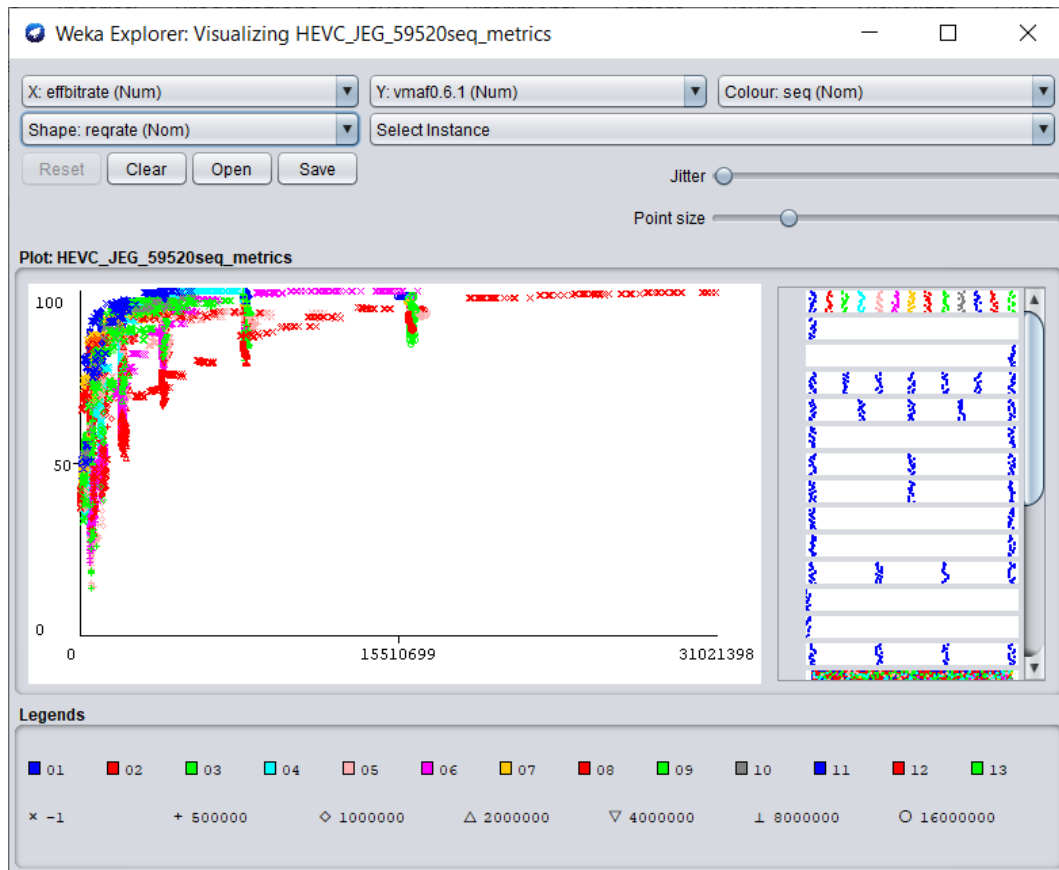 Weka Explorer: Visualizing HEVC_JEG_59520seq_metrics
X: effbitrate (Num) Y: vmaf0.6.1 (Num) Colour: seq (Nom)
Shape: reqrate (Nom) Select Instance
Reset Clear Open Save Jitter
Point size
Plot: HEVC_JEG_59520seq_metrics
100
50
0
0 15510699 31021398
Legends
01 02 03 04 05 06 07 08 09 10 11 12 13
× -1 + 500000 ◇ 1000000 △ 2000000 ▽ 4000000 ⊥ 8000000 ○ 16000000